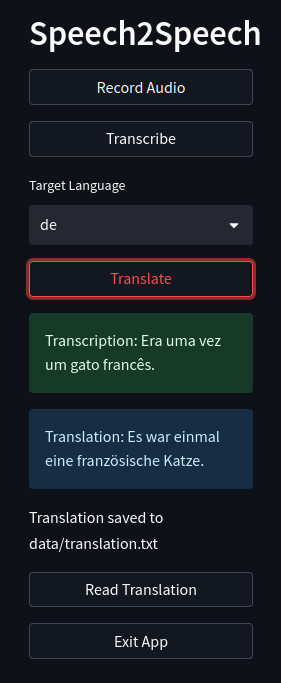 Speech2Speech
Record Audio
Transcribe
Target Language
de
Translate
Transcription: Era uma vez
um gato francês.
Translation: Es war einmal
eine französische Katze.
Translation saved to
data/translation.txt
Read Translation
Exit App